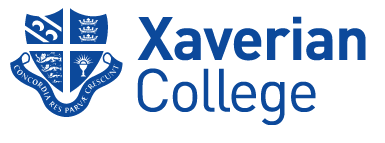 Xaverian
College
CONCORDIA RES PARVÆ CRESCUNT